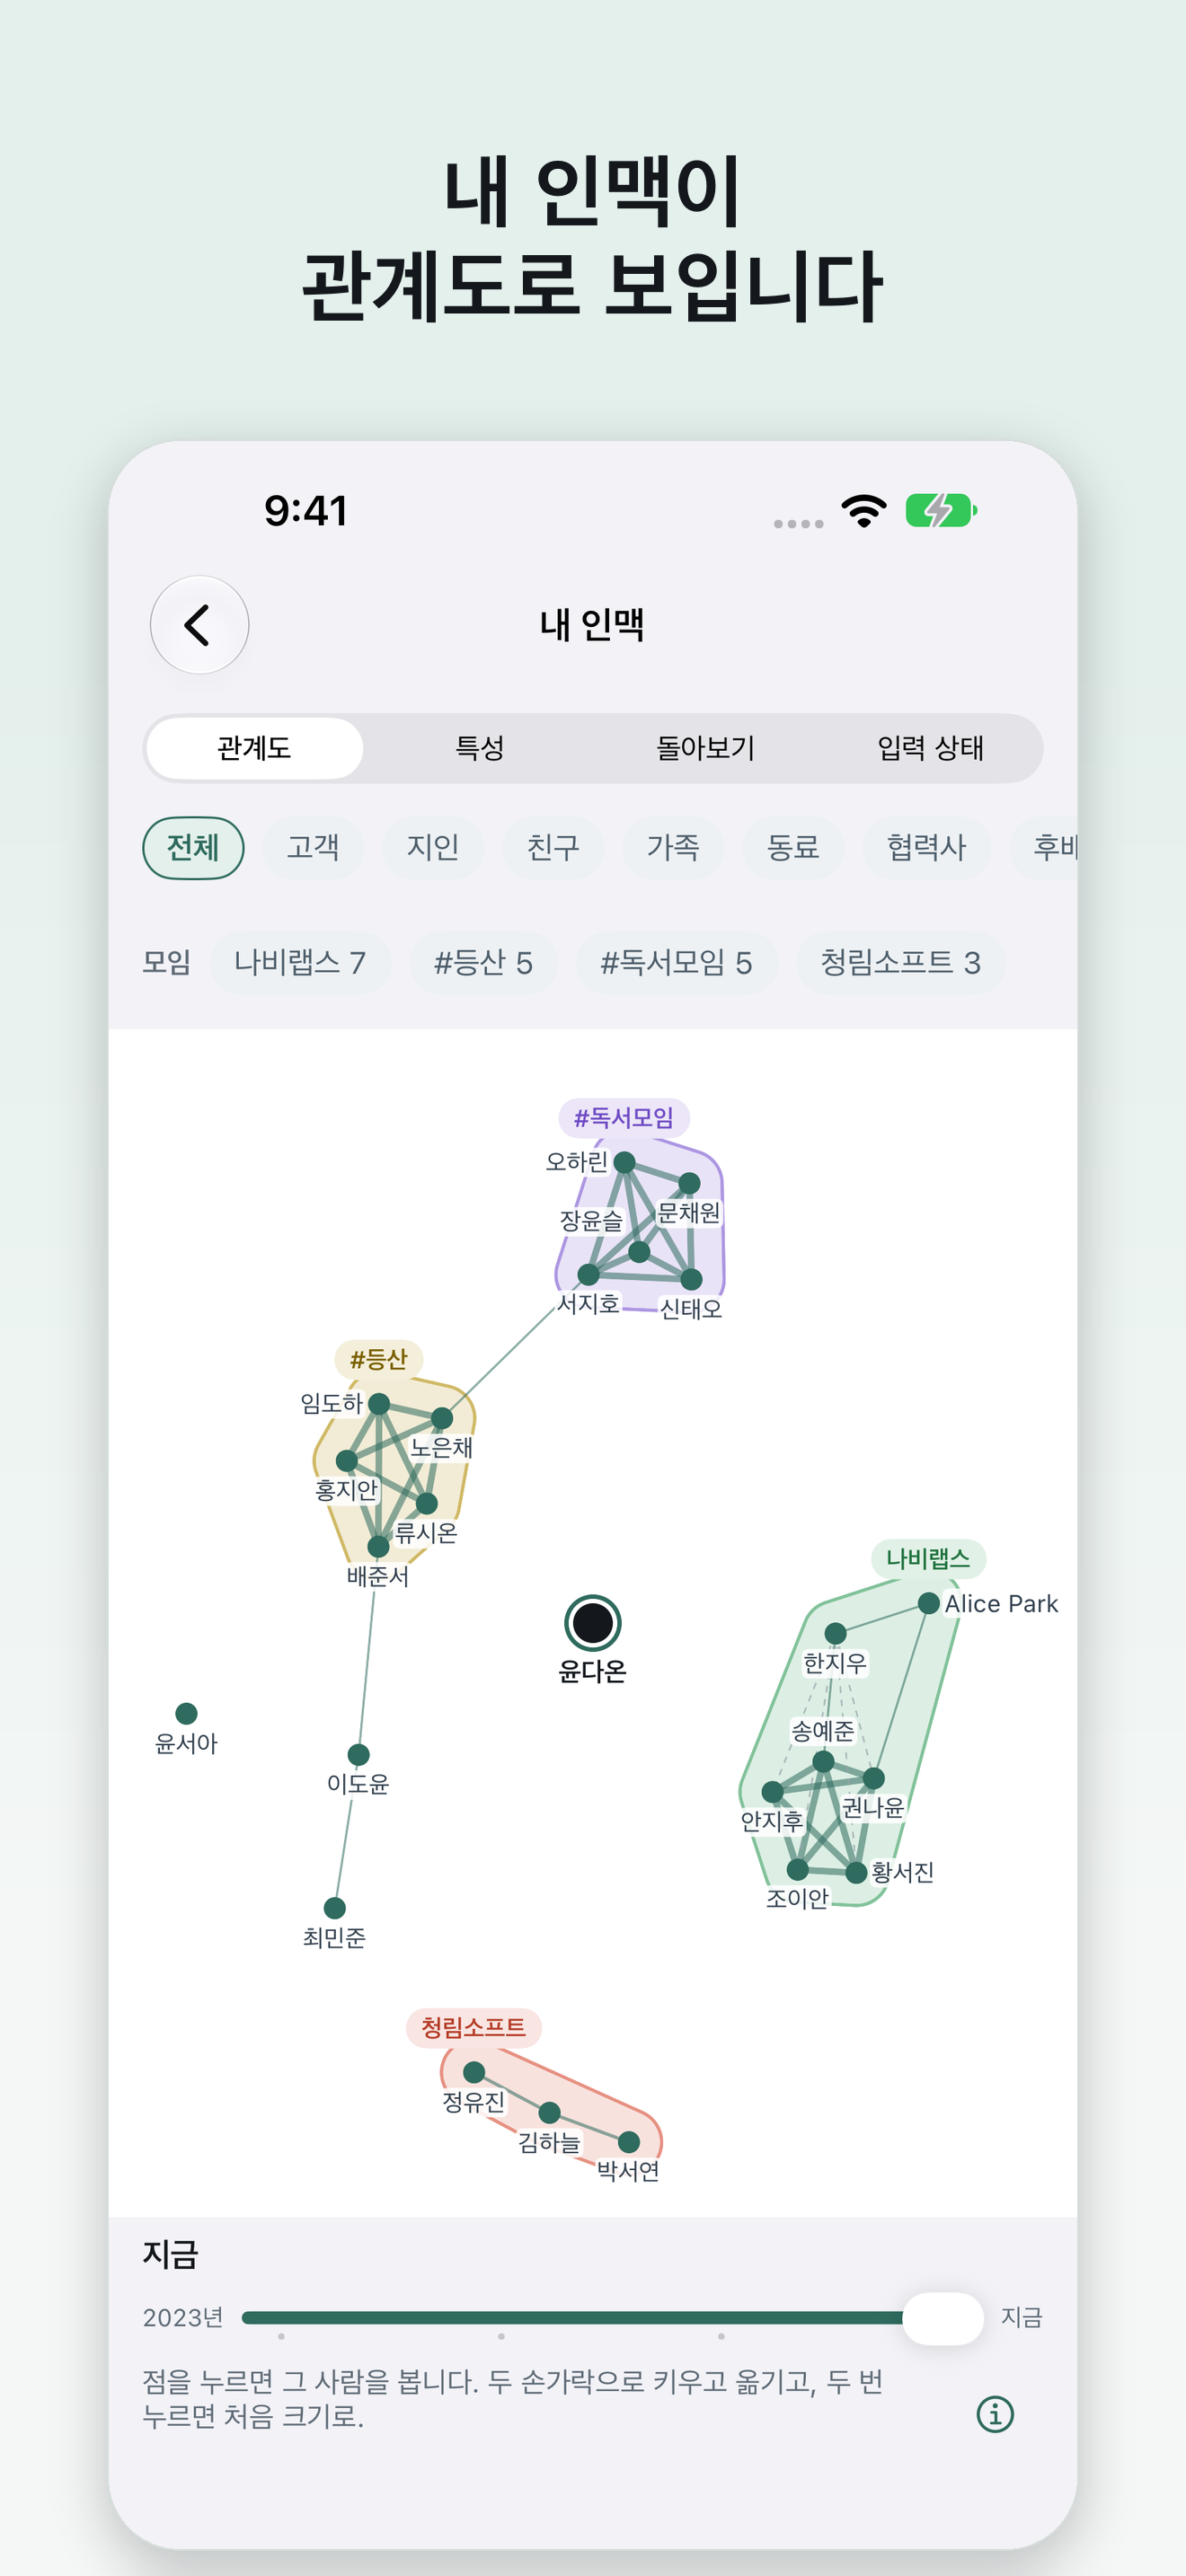 내 인맥이
관계도로 보입니다
9:41
내 인맥
관계도 특성 돌아보기 입력 상태
전체 고객 지인 친구 가족 동료 협력사
모임 나비랩스 7 #등산 5 #독서모임 5 청림소프트 3
#독서모임
오하린
장윤슬 문채원
서지호 신태오
#등산
임도하
노은채
홍지안
류시온
배준서
나비랩스
Alice Park
한지우
윤다온
송예준
윤서아
이도윤
안지후 권나윤
황서진
조이안
최민준
청림소프트
정유진
김하늘
박서연
지금
2023년 지금
점을 누르면 그 사람을 봅니다. 두 손가락으로 키우고 옮기고, 두 번
누르면 처음 크기로.